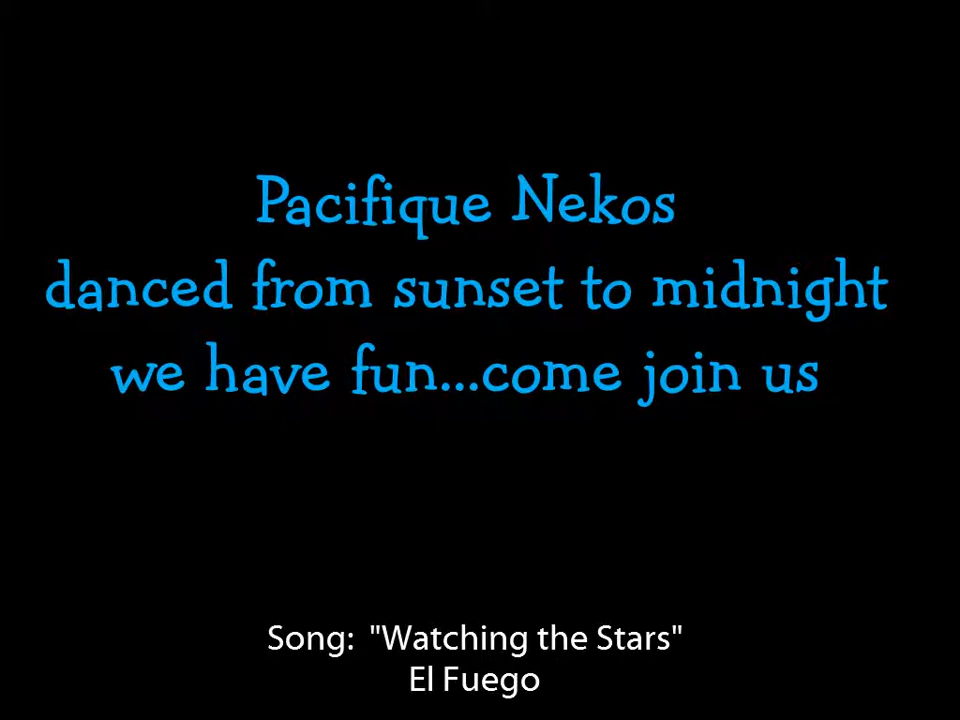 Pacifique Nekos
danced from sunset to midnight
we have fun...come join us
Song:  "Watching the Stars"
El Fuego